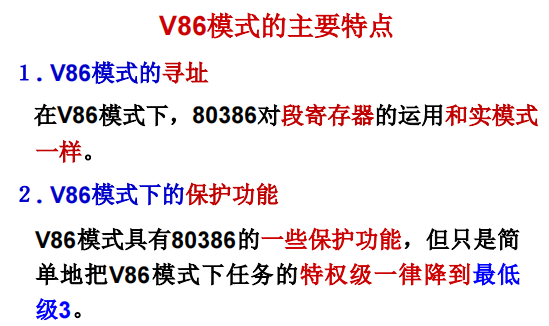 V86模式的主要特点
1．V86模式的寻址
在V86模式下，80386对段寄存器的运用和实模式
一样。
2．V86模式下的保护功能
V86模式具有80386的一些保护功能，但只是简
单地把V86模式下任务的特权级一律降到最低
级3。